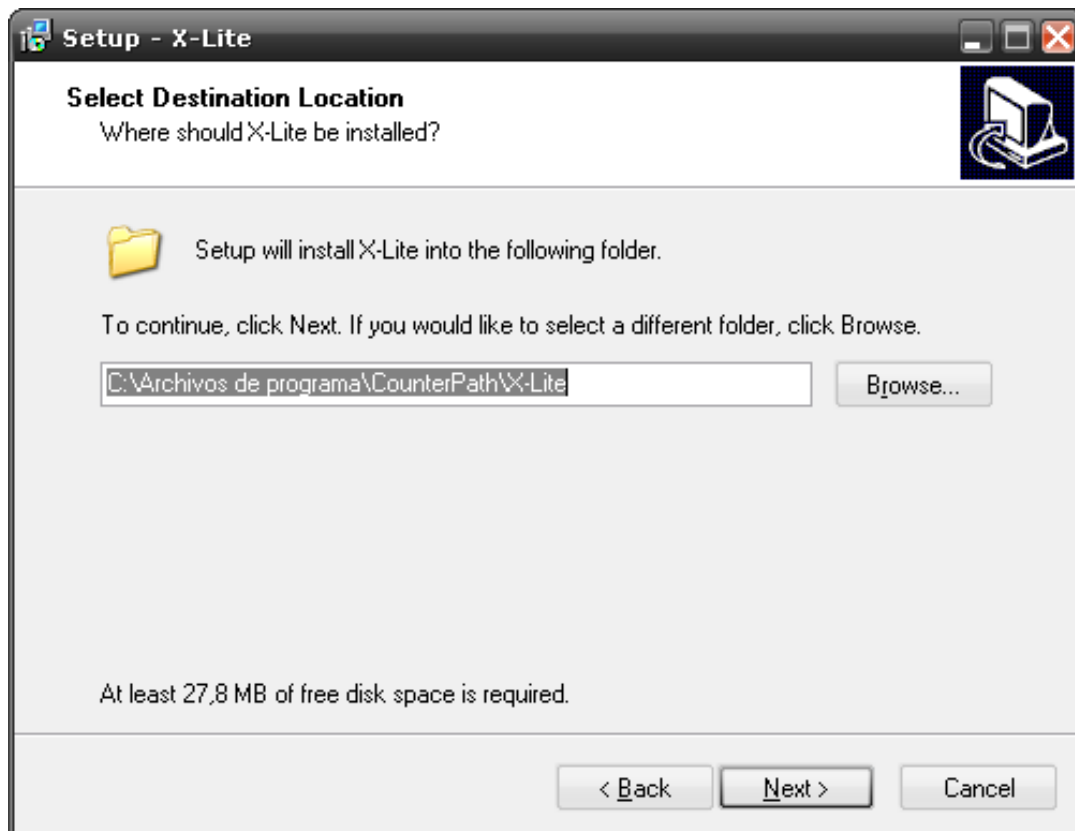 Setup - X-Lite
Select Destination Location
Where should X-Lite be installed?
Setup will install X-Lite into the following folder.
To continue, click Next. If you would like to select a different folder, click Browse.
C:\Archivos de programa\CounterPath\X-Lite
Browse...
At least 27,8 MB of free disk space is required.
< Back
Next >
Cancel